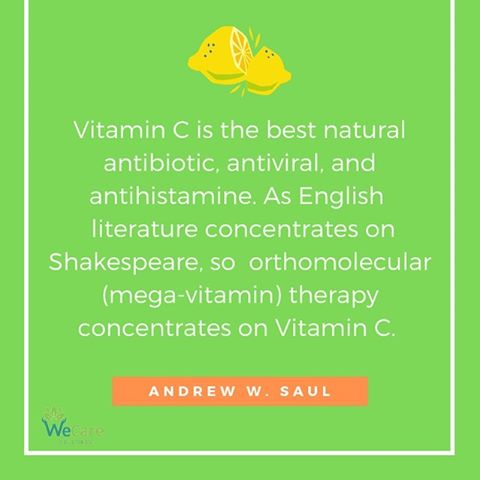 Vitamin C is the best natural
antibiotic, antiviral, and
antihistamine. As English
literature concentrates on
Shakespeare, so orthomolecular
(mega-vitamin) therapy
concentrates on Vitamin C.
ANDREW W. SAUL
WeCare